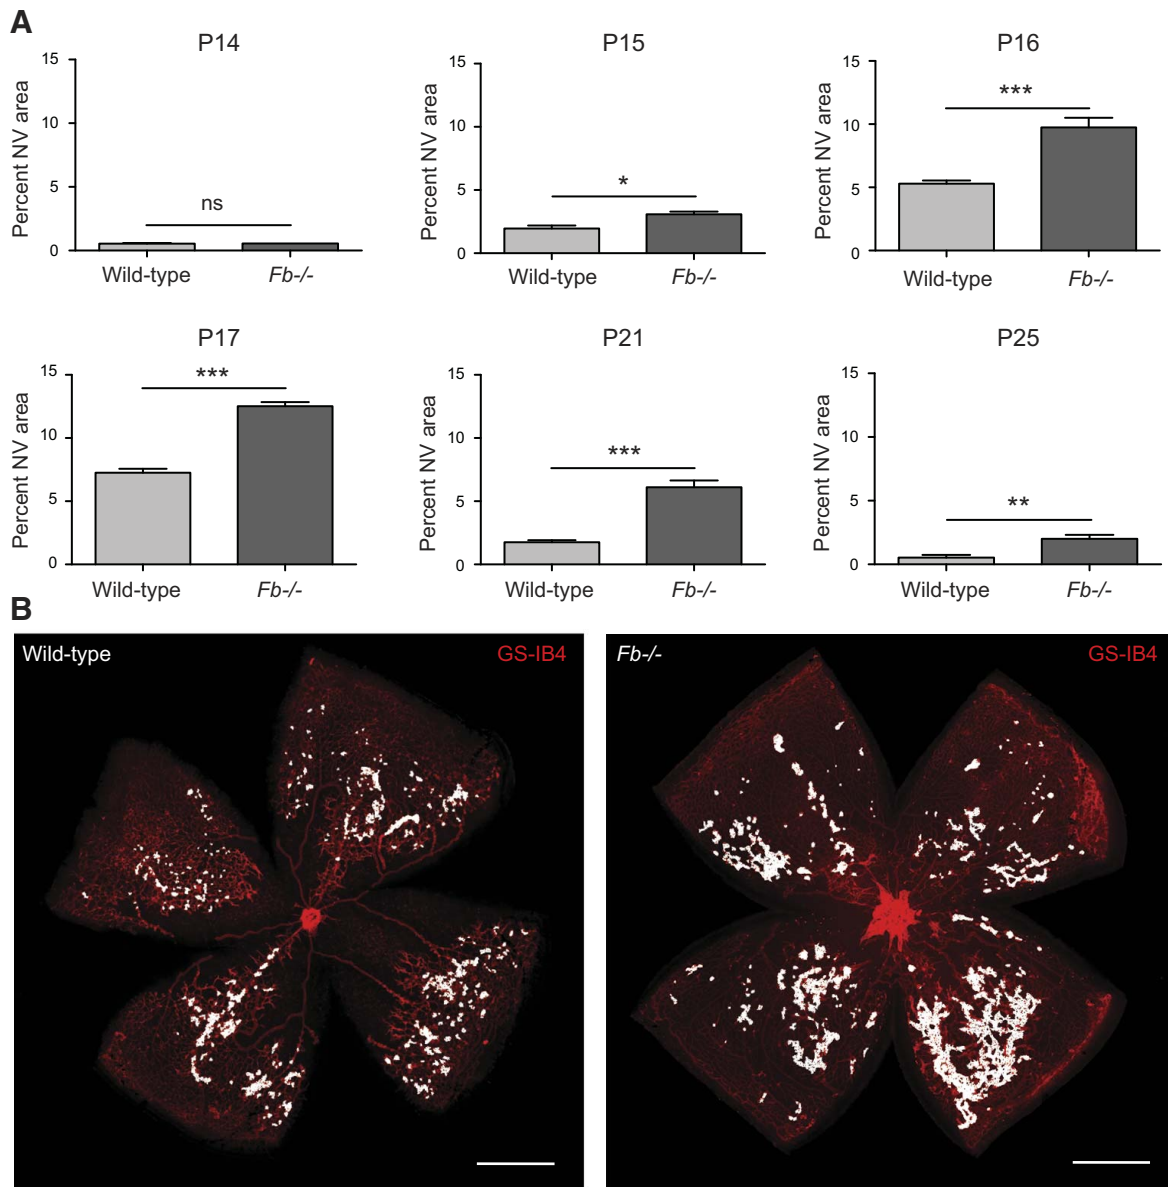 A
P14
P15
P16
Percent NV area
15
10
5
0
ns
Wild-type
Fb-/-
Percent NV area
15
10
5
0
*
Wild-type
Fb-/-
Percent NV area
15
10
5
0
***
Wild-type
Fb-/-
P17
P21
P25
Percent NV area
15
10
5
0
***
Wild-type
Fb-/-
Percent NV area
15
10
5
0
***
Wild-type
Fb-/-
Percent NV area
15
10
5
0
**
Wild-type
Fb-/-
B
Wild-type
GS-IB4
Fb-/-
GS-IB4